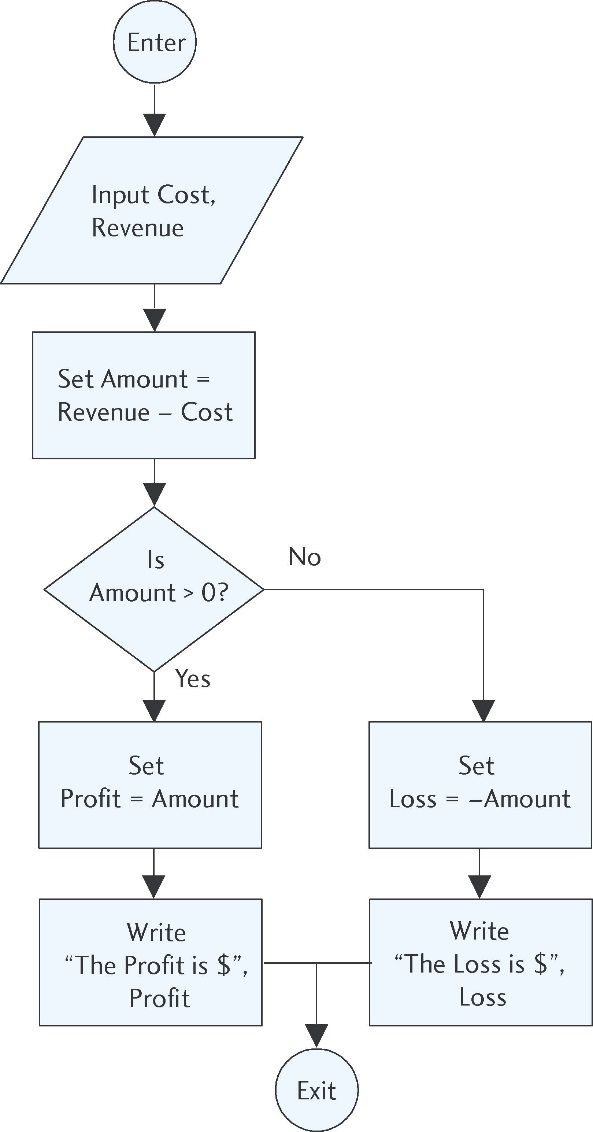 Enter
Input Cost,
Revenue
Set Amount =
Revenue – Cost
Is
Amount > 0?
No
Yes
Set
Profit = Amount
Set
Loss = –Amount
Write
“The Profit is $”,
Profit
Write
“The Loss is $”,
Loss
Exit